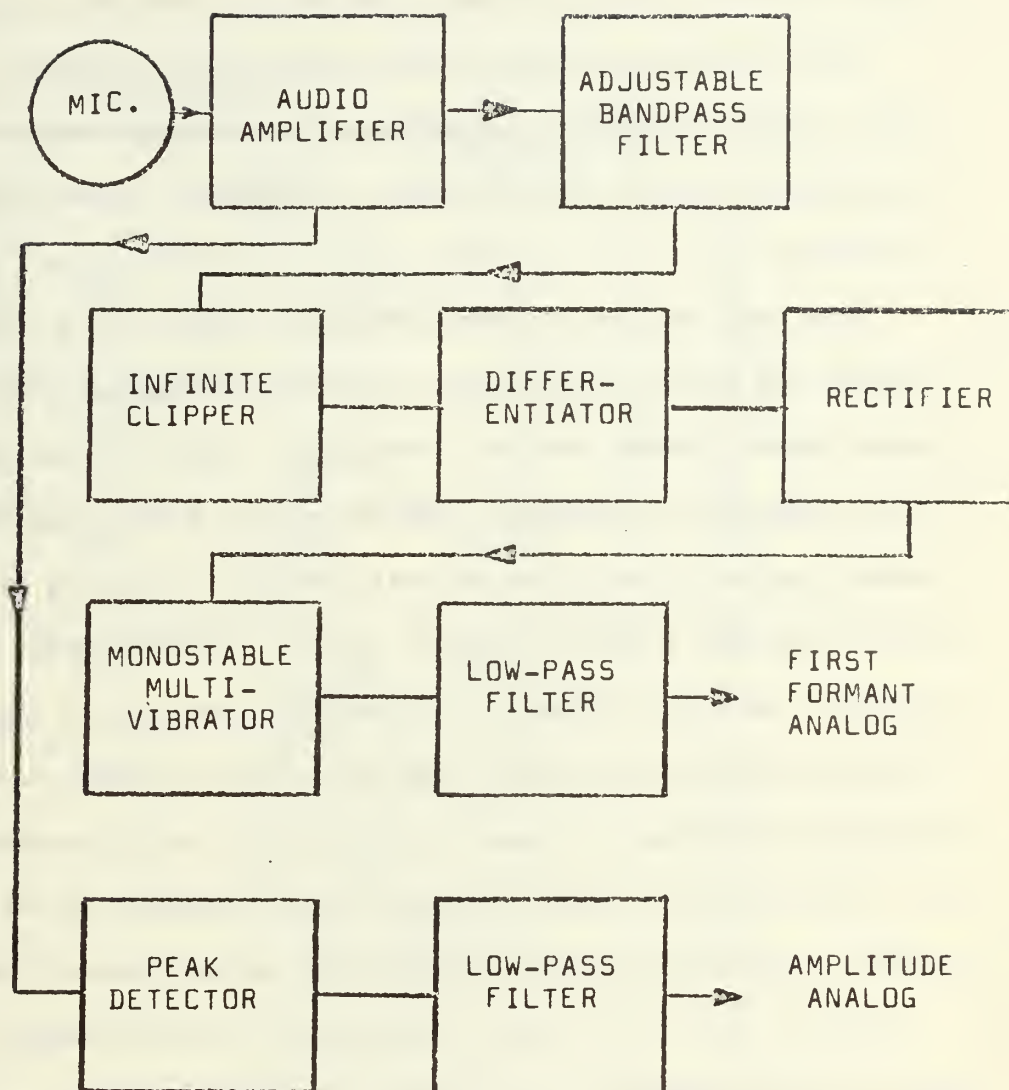 MIC.
AUDIO
AMPLIFIER
ADJUSTABLE
BANDPASS
FILTER
INFINITE
CLIPPER
DIFFER-
ENTIATOR
RECTIFIER
MONOSTABLE
MULTI-
VIBRATOR
LOW-PASS
FILTER
FIRST
FORMANT
ANALOG
PEAK
DETECTOR
LOW-PASS
FILTER
AMPLITUDE
ANALOG